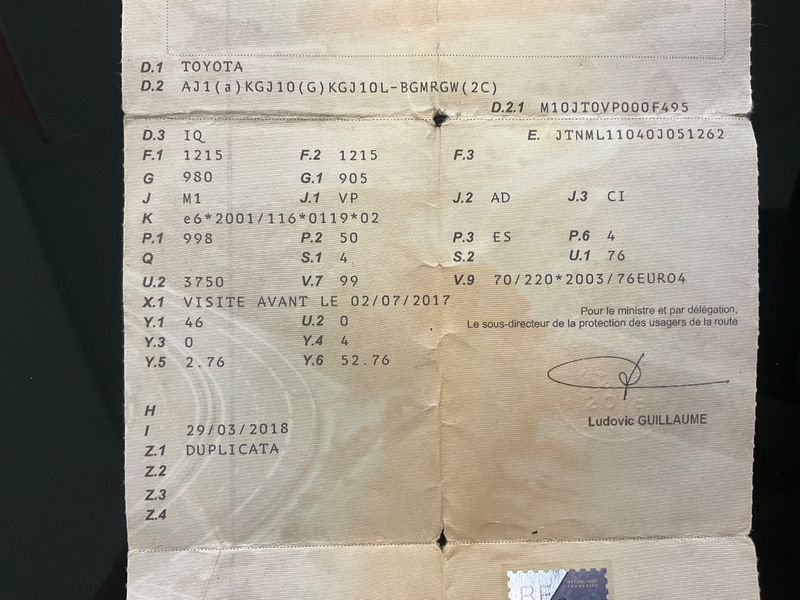 D.1 TOYOTA
D.2 AJ1(a)KGJ10(G)KGJ10L-BGMRGW(2C)
D.2.1 M10JTOVP000F495
D.3 IQ E. JTNML11040J051262
F.1 1215 F.2 1215 F.3
G 980 G.1 905
J M1 J.1 VP J.2 AD J.3 CI
K e6*2001/116*0119*02
P.1 998 P.2 50 P.3 ES P.6 4
Q S.1 4 S.2 U.1 76
U.2 3750 V.7 99 V.9 70/220*2003/76EURO4
X.1 VISITE AVANT LE 02/07/2017
Pour le ministre et par délégation,
Y.1 46 U.2 0 Le sous-directeur de la protection des usagers de la route
Y.3 0 Y.4 4
Y.5 2.76 Y.6 52.76
H
Ludovic GUILLAUME
I 29/03/2018
Z.1 DUPLICATA
Z.2
Z.3
Z.4
RÉPUBLIQUE
FRANÇAISE